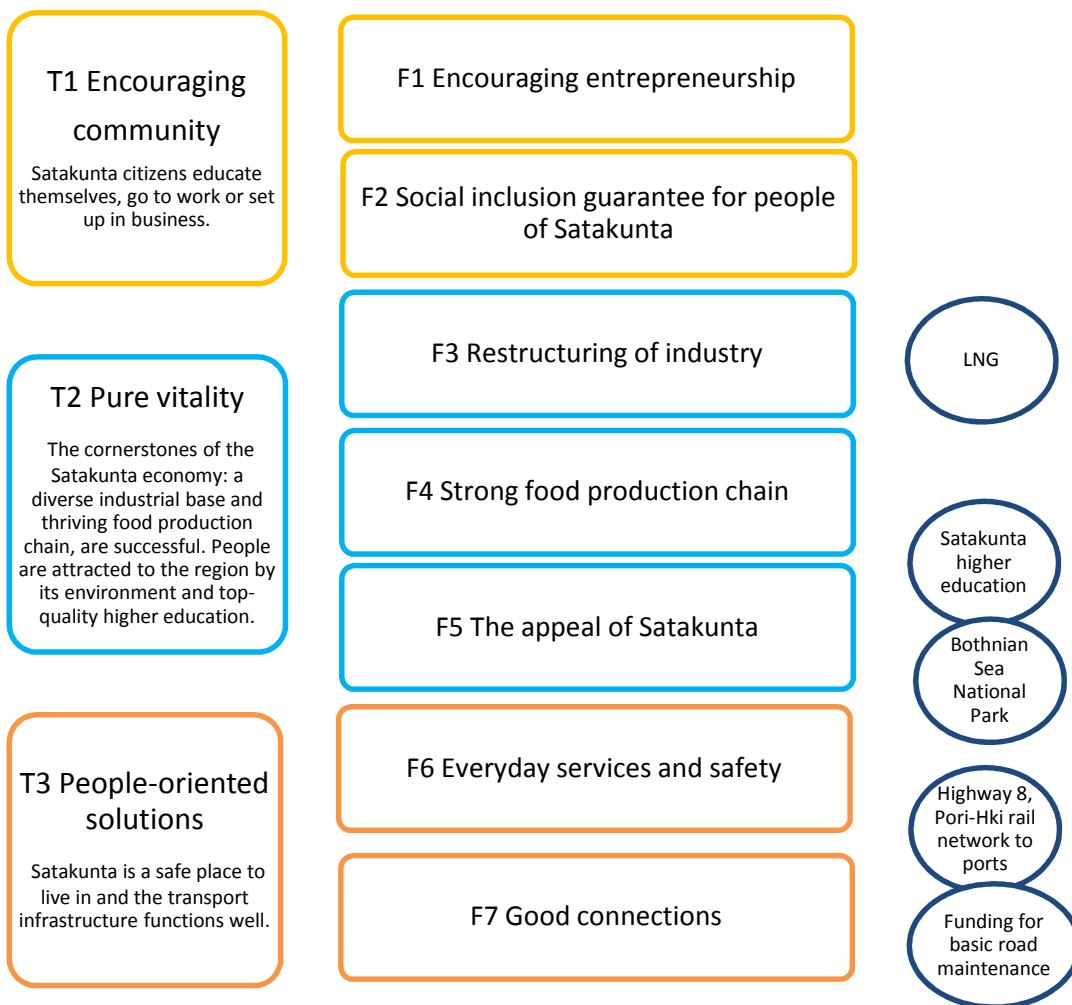 T1 Encouraging
community
Satakunta citizens educate
themselves, go to work or set
up in business.
F1 Encouraging entrepreneurship
F2 Social inclusion guarantee for people
of Satakunta
T2 Pure vitality
The cornerstones of the
Satakunta economy: a
diverse industrial base and
thriving food production
chain, are successful. People
are attracted to the region by
its environment and top-
quality higher education.
F3 Restructuring of industry
LNG
F4 Strong food production chain
F5 The appeal of Satakunta
Satakunta
higher
education
Bothnian
Sea
National
Park
T3 People-oriented
solutions
Satakunta is a safe place to
live in and the transport
infrastructure functions well.
F6 Everyday services and safety
F7 Good connections
Highway 8,
Pori-Hki rail
network to
ports
Funding for
basic road
maintenance